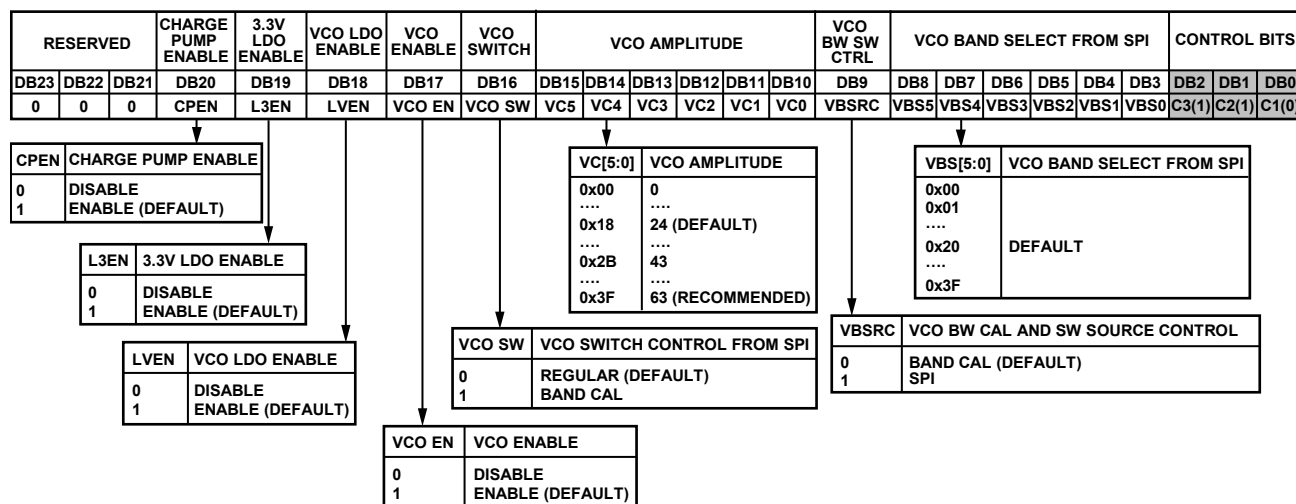 RESERVED
CHARGE PUMP ENABLE
3.3V LDO ENABLE
VCO LDO ENABLE
VCO ENABLE
VCO SWITCH
VCO AMPLITUDE
VCO BW SW CTRL
VCO BAND SELECT FROM SPI
CONTROL BITS
DB23 DB22 DB21 DB20 DB19 DB18 DB17 DB16 DB15 DB14 DB13 DB12 DB11 DB10 DB9 DB8 DB7 DB6 DB5 DB4 DB3 DB2 DB1 DB0
0 0 0 CPEN L3EN LVEN VCO EN VCO SW VC5 VC4 VC3 VC2 VC1 VC0 VBSRC VBS5 VBS4 VBS3 VBS2 VBS1 VBS0 C3(1) C2(1) C1(0)
CPEN CHARGE PUMP ENABLE
0 DISABLE
1 ENABLE (DEFAULT)
L3EN 3.3V LDO ENABLE
0 DISABLE
1 ENABLE (DEFAULT)
LVEN VCO LDO ENABLE
0 DISABLE
1 ENABLE (DEFAULT)
VCO EN VCO ENABLE
0 DISABLE
1 ENABLE (DEFAULT)
VCO SW VCO SWITCH CONTROL FROM SPI
0 REGULAR (DEFAULT)
1 BAND CAL
VC[5:0] VCO AMPLITUDE
0x00 0
.... ....
0x18 24 (DEFAULT)
.... ....
0x2B 43
.... ....
0x3F 63 (RECOMMENDED)
VBSRC VCO BW CAL AND SW SOURCE CONTROL
0 BAND CAL (DEFAULT)
1 SPI
VBS[5:0] VCO BAND SELECT FROM SPI
0x00
0x01
....
0x20 DEFAULT
....
0x3F